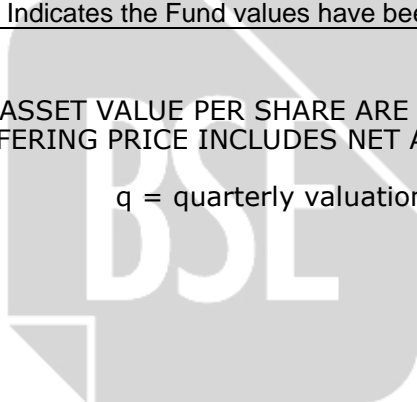 Indicates the Fund values have bee
ASSET VALUE PER SHARE ARE
FERING PRICE INCLUDES NET A
q = quarterly valuation
BSE